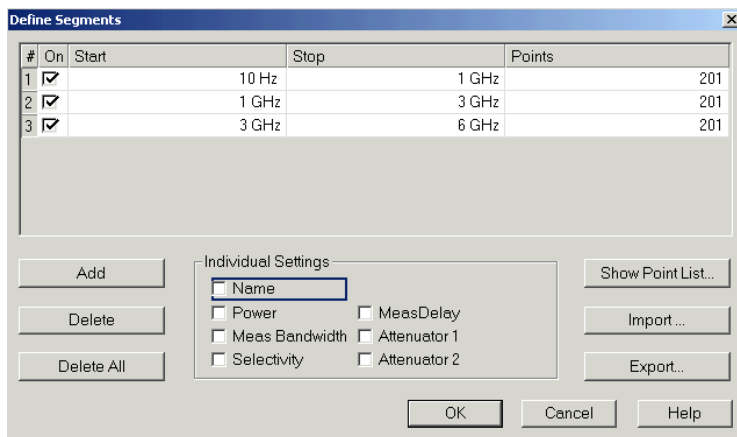 Define Segments
# On Start Stop Points
1 10 Hz 1 GHz 201
2 1 GHz 3 GHz 201
3 3 GHz 6 GHz 201
Add
Delete
Delete All
Individual Settings
Name
Power MeasDelay
Meas Bandwidth Attenuator 1
Selectivity Attenuator 2
Show Point List...
Import ...
Export...
OK Cancel Help